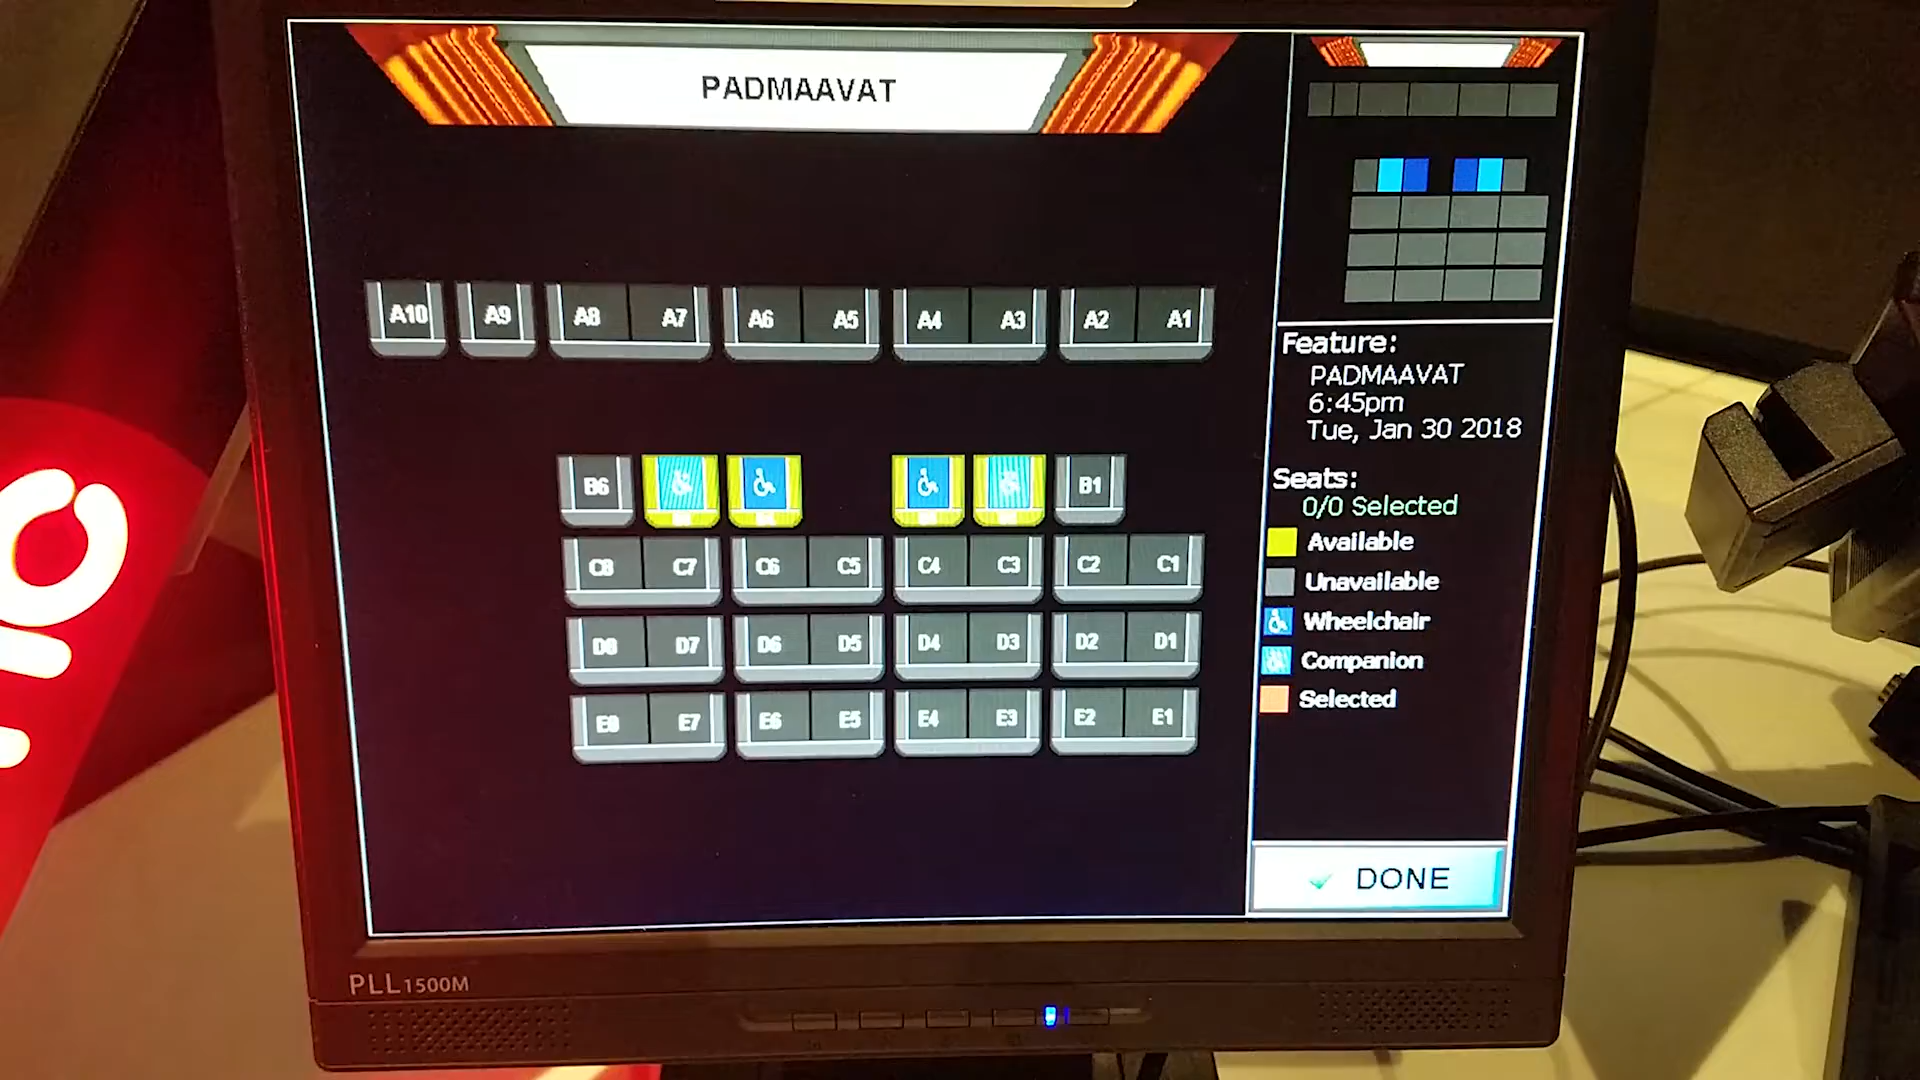 PADMAAVAT
A10 A9 A8 A7 A6 A5 A4 A3 A2 A1
B6 B1
C8 C7 C6 C5 C4 C3 C2 C1
D8 D7 D6 D5 D4 D3 D2 D1
E8 E7 E6 E5 E4 E3 E2 E1
Feature:
PADMAAVAT
6:45pm
Tue, Jan 30 2018
Seats:
0/0 Selected
Available
Unavailable
Wheelchair
Companion
Selected
DONE
PLL1500M